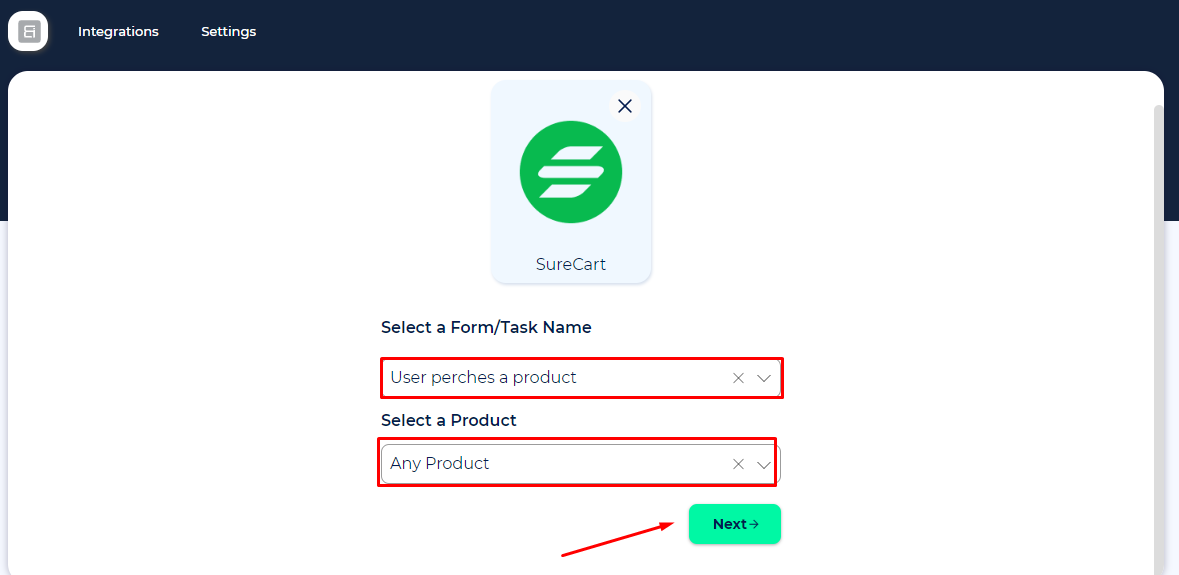 Integrations
Settings
SureCart
Select a Form/Task Name
User perches a product
Select a Product
Any Product
Next→